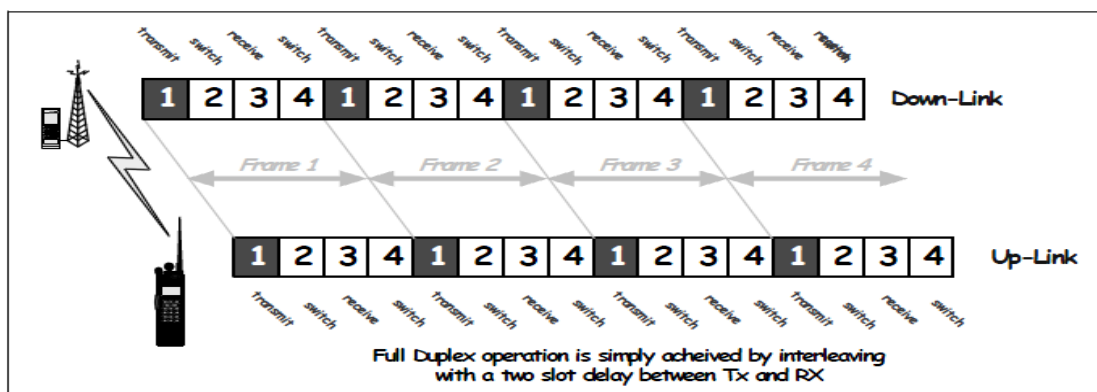 transmit switch receive switch transmit switch receive switch transmit switch receive switch transmit switch receive
1 2 3 4 1 2 3 4 1 2 3 4 1 2 3 4 Down-Link
Frame 1 Frame 2 Frame 3 Frame 4
1 2 3 4 1 2 3 4 1 2 3 4 1 2 3 4 Up-Link
transmit switch receive switch transmit switch receive switch transmit switch receive switch transmit switch receive switch
Full Duplex operation is simply acheived by interleaving
with a two slot delay between Tx and RX